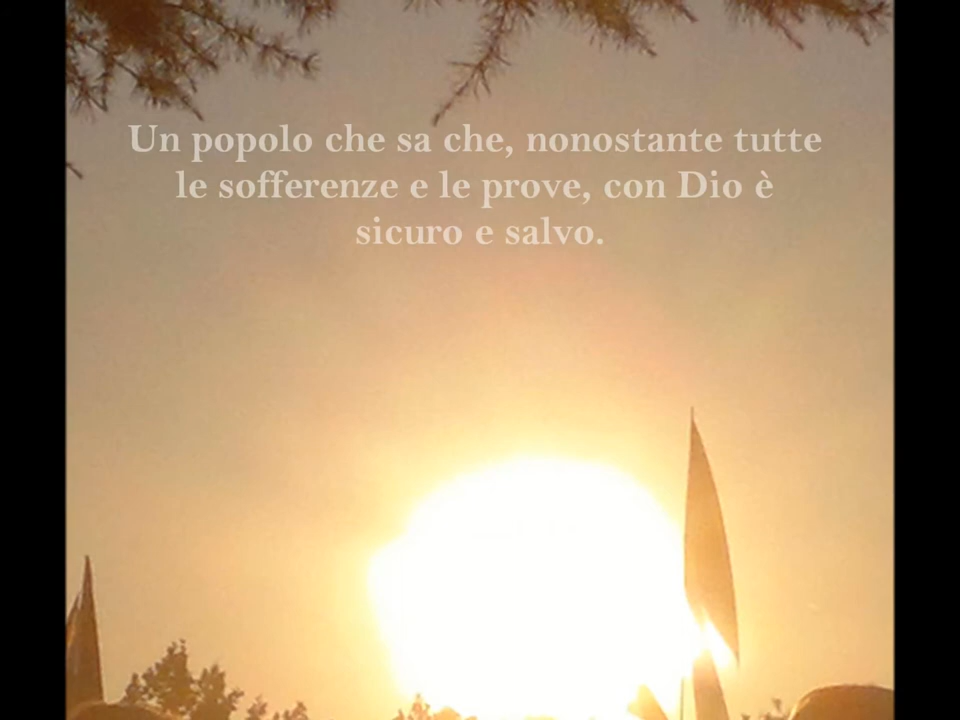 Un popolo che sa che, nonostante tutte
le sofferenze e le prove, con Dio è
sicuro e salvo.